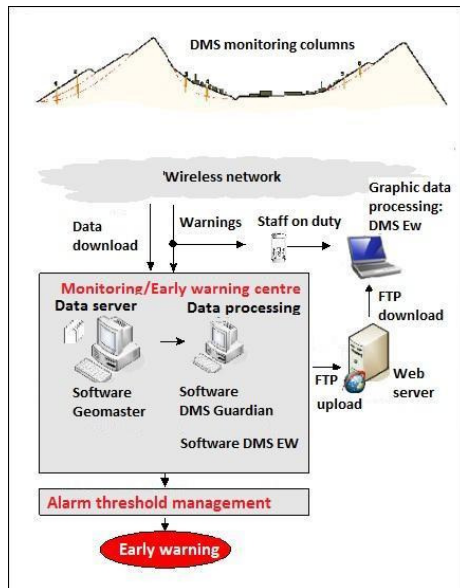 DMS monitoring columns
Wireless network
Graphic data
processing:
DMS Ew
Data
download
Warnings
Staff on duty
Monitoring/Early warning centre
Data server
Data processing
FTP
download
Software
Geomaster
Software
DMS Guardian
Software DMS EW
FTP
upload
Web
server
Alarm threshold management
Early warning